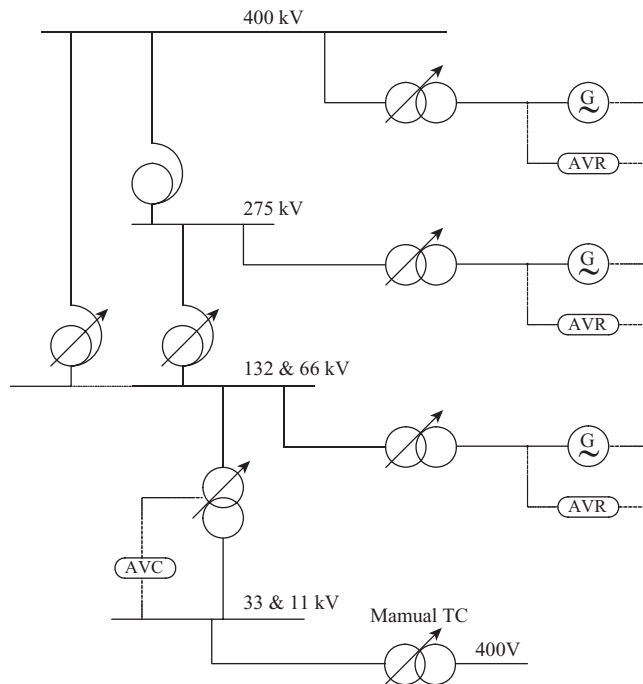 400 kV
G
AVR
275 kV
G
AVR
132 & 66 kV
G
AVR
AVC
33 & 11 kV
Mamual TC
400V